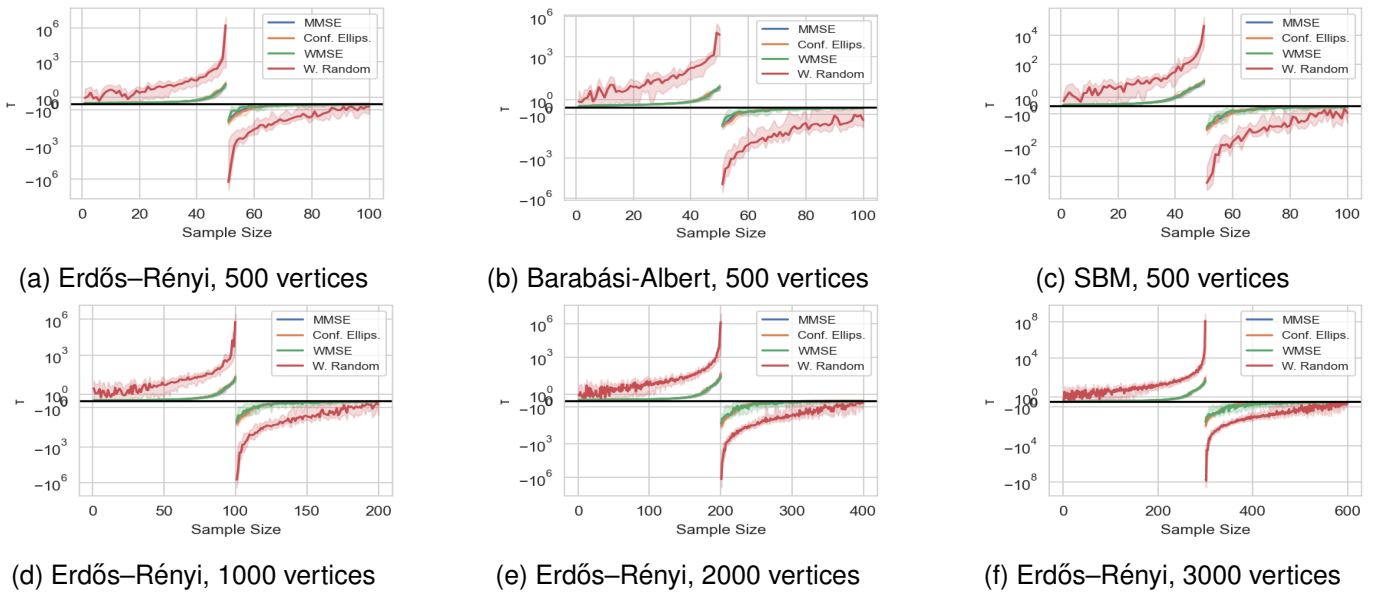 10^6
10^3
10^0
0
−10^0
−10^3
−10^6
τ
MMSE
Conf. Ellips.
WMSE
W. Random
0 20 40 60 80 100
Sample Size
(a) Erdős–Rényi, 500 vertices
10^6
10^3
10^0
0
−10^0
−10^3
−10^6
τ
MMSE
Conf. Ellips.
WMSE
W. Random
0 20 40 60 80 100
Sample Size
(b) Barabási-Albert, 500 vertices
10^4
10^2
10^0
0
−10^0
−10^2
−10^4
τ
MMSE
Conf. Ellips.
WMSE
W. Random
0 20 40 60 80 100
Sample Size
(c) SBM, 500 vertices
10^6
10^3
10^0
0
−10^0
−10^3
−10^6
τ
MMSE
Conf. Ellips.
WMSE
W. Random
0 50 100 150 200
Sample Size
(d) Erdős–Rényi, 1000 vertices
10^6
10^3
10^0
0
−10^0
−10^3
−10^6
τ
MMSE
Conf. Ellips.
WMSE
W. Random
0 100 200 300 400
Sample Size
(e) Erdős–Rényi, 2000 vertices
10^8
10^4
10^0
0
−10^0
−10^4
−10^8
τ
MMSE
Conf. Ellips.
WMSE
W. Random
0 200 400 600
Sample Size
(f) Erdős–Rényi, 3000 vertices